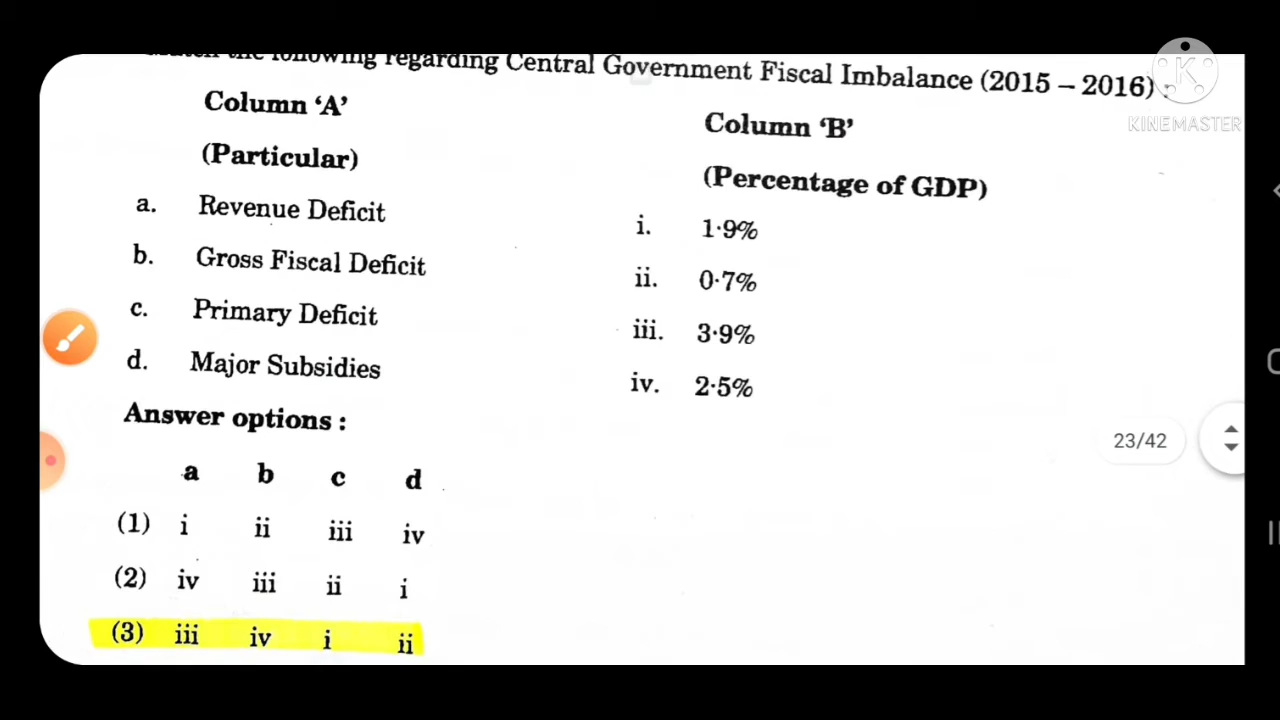 the following regarding Central Government Fiscal Imbalance (2015 – 2016) :
Column ‘A’
Column ‘B’
(Particular)
(Percentage of GDP)
a. Revenue Deficit
i. 1·9%
b. Gross Fiscal Deficit
ii. 0·7%
c. Primary Deficit
iii. 3·9%
d. Major Subsidies
iv. 2·5%
Answer options :
a b c d
(1) i ii iii iv
(2) iv iii ii i
(3) iii iv i ii
K
KINEMASTER
23/42